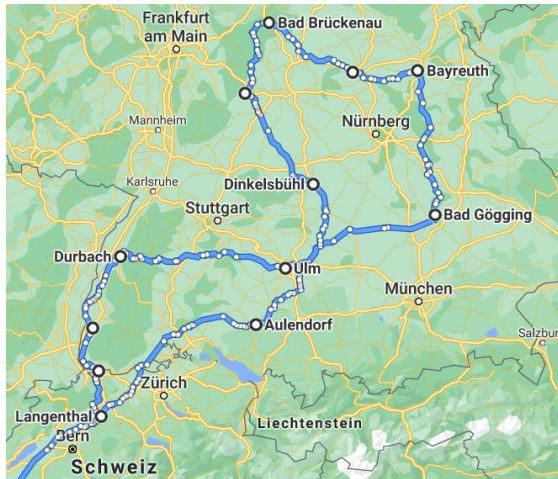 Frankfurt
am Main
Bad Brückenau
Bayreuth
Mannheim
Nürnberg
Karlsruhe
Dinkelsbühl
Stuttgart
Bad Gögging
Durbach
Ulm
München
Aulendorf
Salzbu
Zürich
Langenthal
Liechtenstein
Bern
Schweiz